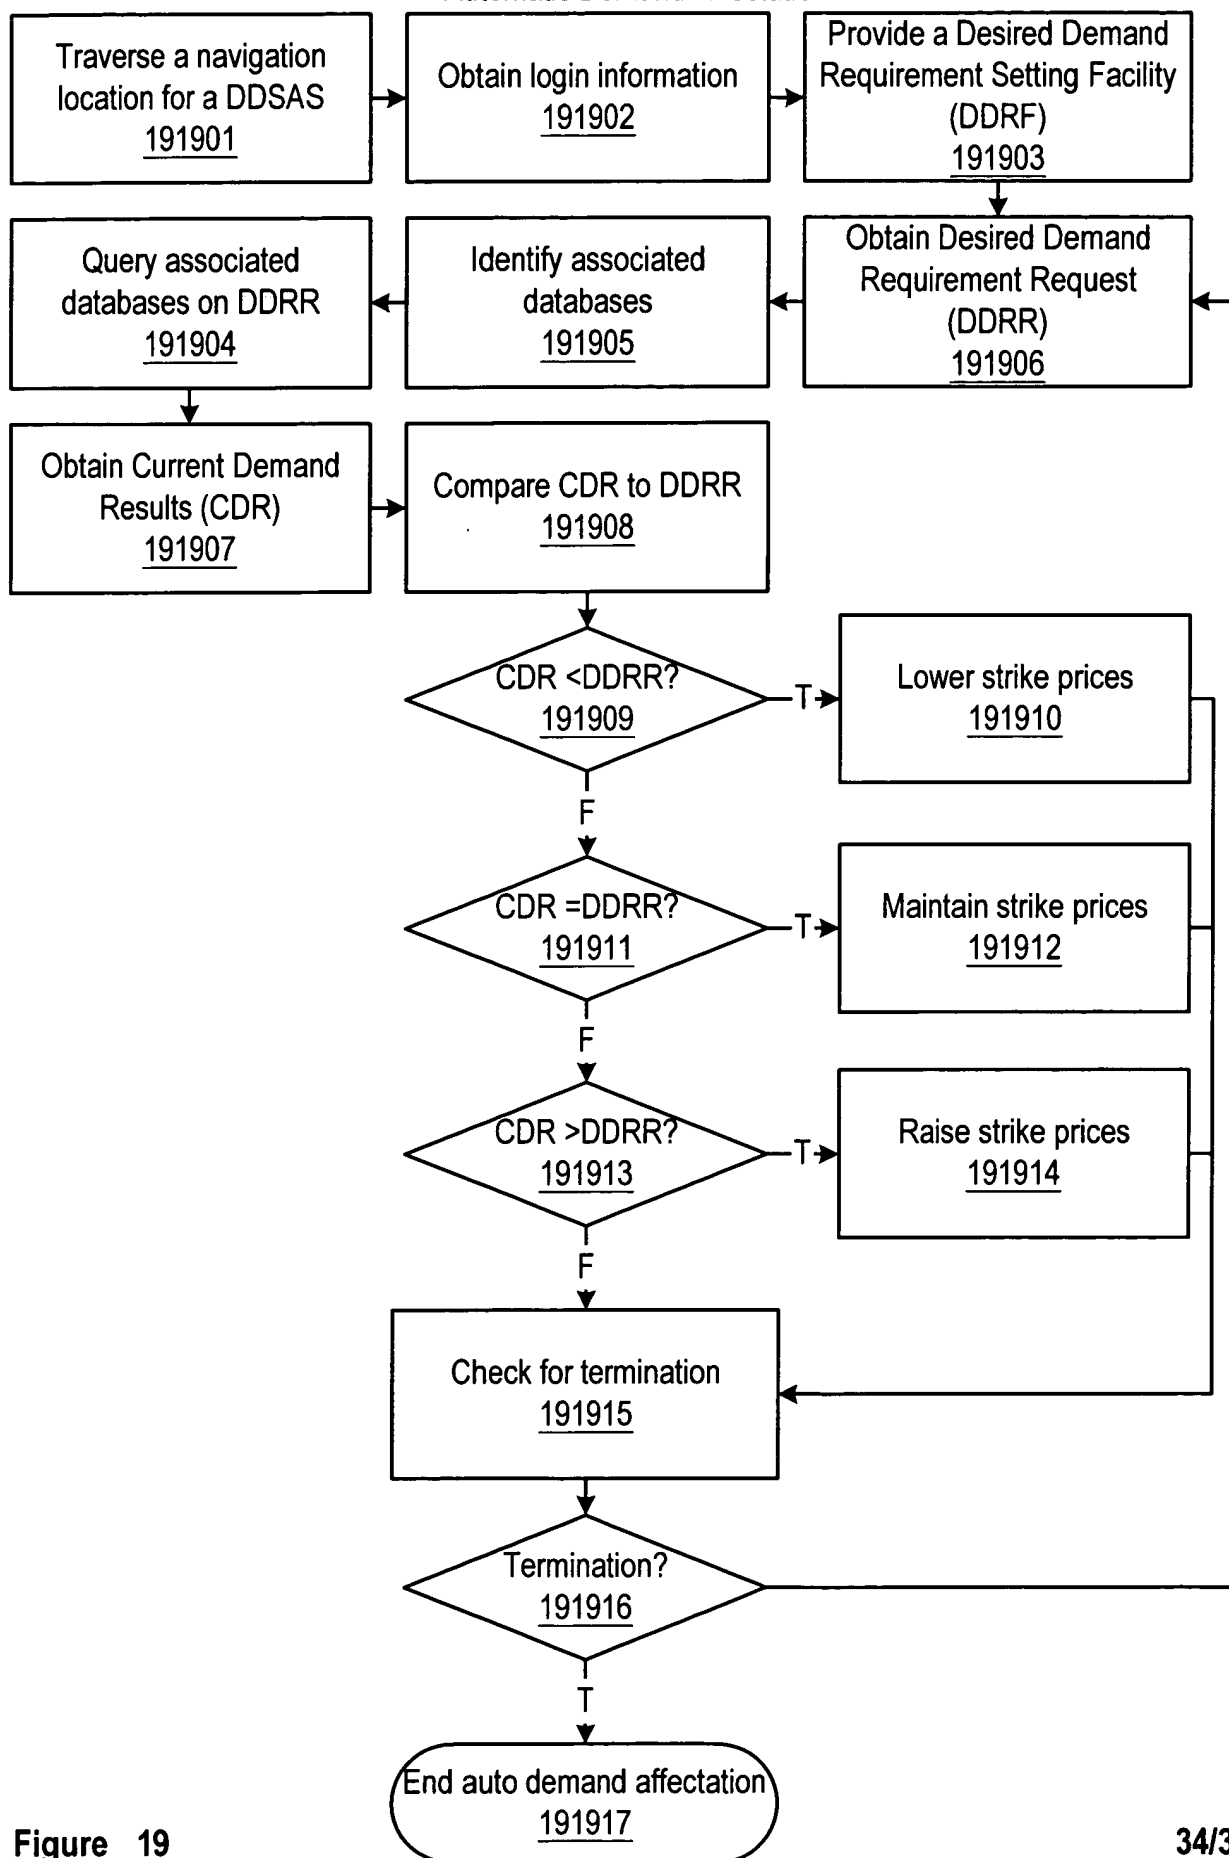 Traverse a navigation
location for a DDSAS
191901
Obtain login information
191902
Provide a Desired Demand
Requirement Setting Facility
(DDRF)
191903
Query associated
databases on DDRR
191904
Identify associated
databases
191905
Obtain Desired Demand
Requirement Request
(DDRR)
191906
Obtain Current Demand
Results (CDR)
191907
Compare CDR to DDRR
191908
CDR <DDRR?
191909
T
Lower strike prices
191910
F
CDR =DDRR?
191911
T
Maintain strike prices
191912
F
CDR >DDRR?
191913
T
Raise strike prices
191914
F
Check for termination
191915
Termination?
191916
T
End auto demand affectation
191917
Figure 19
34/3